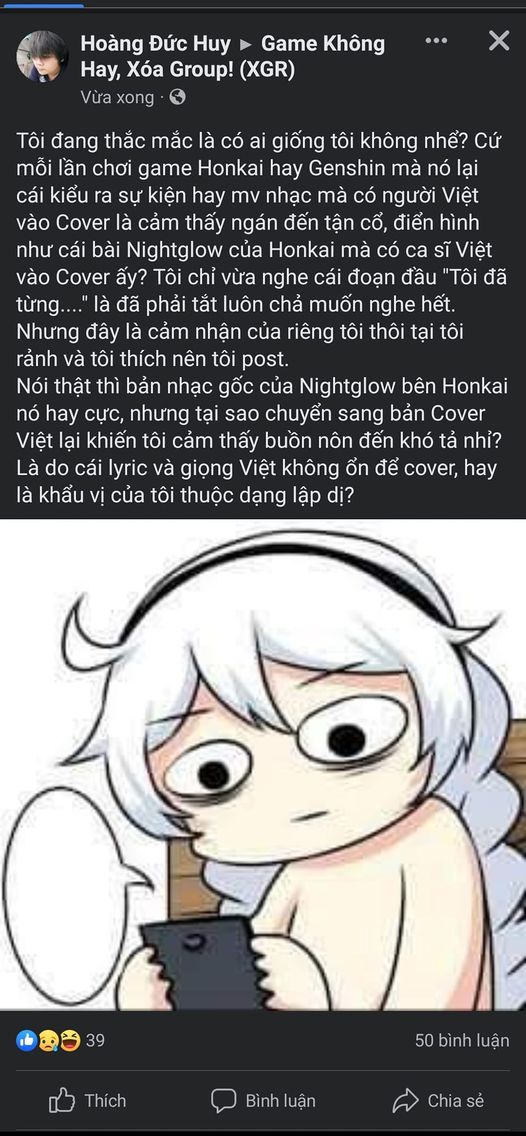 Hoàng Đức Huy ▸ Game Không
Hay, Xóa Group! (XGR)
Vừa xong ·
Tôi đang thắc mắc là có ai giống tôi không nhể? Cứ
mỗi lần chơi game Honkai hay Genshin mà nó lại
cái kiểu ra sự kiện hay mv nhạc mà có người Việt
vào Cover là cảm thấy ngán đến tận cổ, điển hình
như cái bài Nightglow của Honkai mà có ca sĩ Việt
vào Cover ấy? Tôi chỉ vừa nghe cái đoạn đầu "Tôi đã
từng...." là đã phải tắt luôn chả muốn nghe hết.
Nhưng đây là cảm nhận của riêng tôi thôi tại tôi
rảnh và tôi thích nên tôi post.
Nói thật thì bản nhạc gốc của Nightglow bên Honkai
nó hay cực, nhưng tại sao chuyển sang bản Cover
Việt lại khiến tôi cảm thấy buồn nôn đến khó tả nhỉ?
Là do cái lyric và giọng Việt không ổn để cover, hay
là khẩu vị của tôi thuộc dạng lập dị?
39
50 bình luận
Thích
Bình luận
Chia sẻ